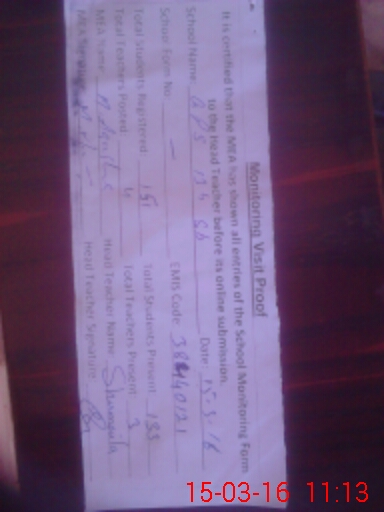 Monitoring Visit Proof
It is certified that the MEA has shown all entries of the School Monitoring Form
to the Head Teacher before its online submission.
School Name: GPS 136 SB Date: 15-3-16
School Form No: - EMIS Code:
Total Students Registered: 151 Total Students Present: 133
Total Teachers Posted: 4 Total Teachers Present: 3
MEA Name: Head Teacher Name:
MEA Signature: Head Teacher Signature:
15-03-16 11:13